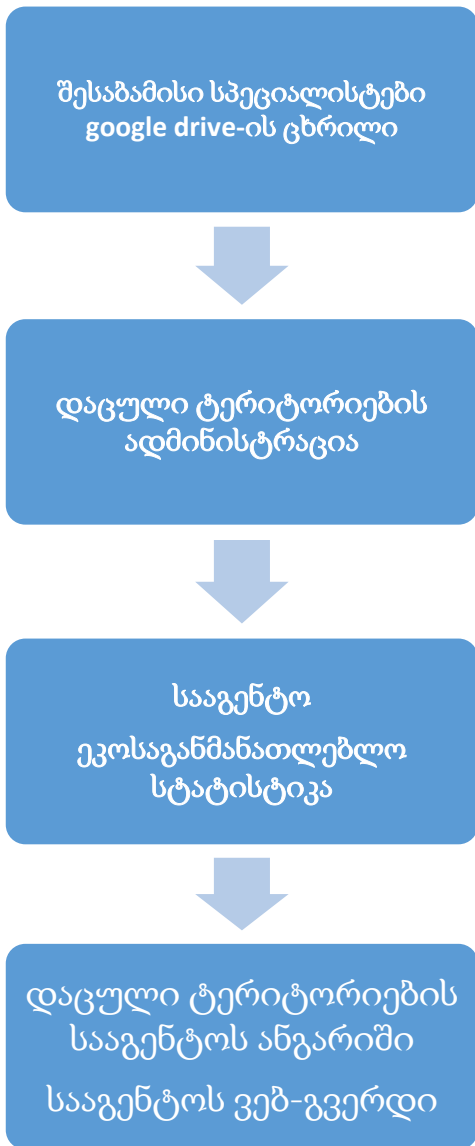 შესაბამისი სპეციალისტები
google drive-ის ცხრილი
დაცული ტერიტორიების
ადმინისტრაცია
სააგენტო
ეკოსაგანმანათლებლო
სტატისტიკა
დაცული ტერიტორიების
სააგენტოს ანგარიში
სააგენტოს ვებ-გვერდი